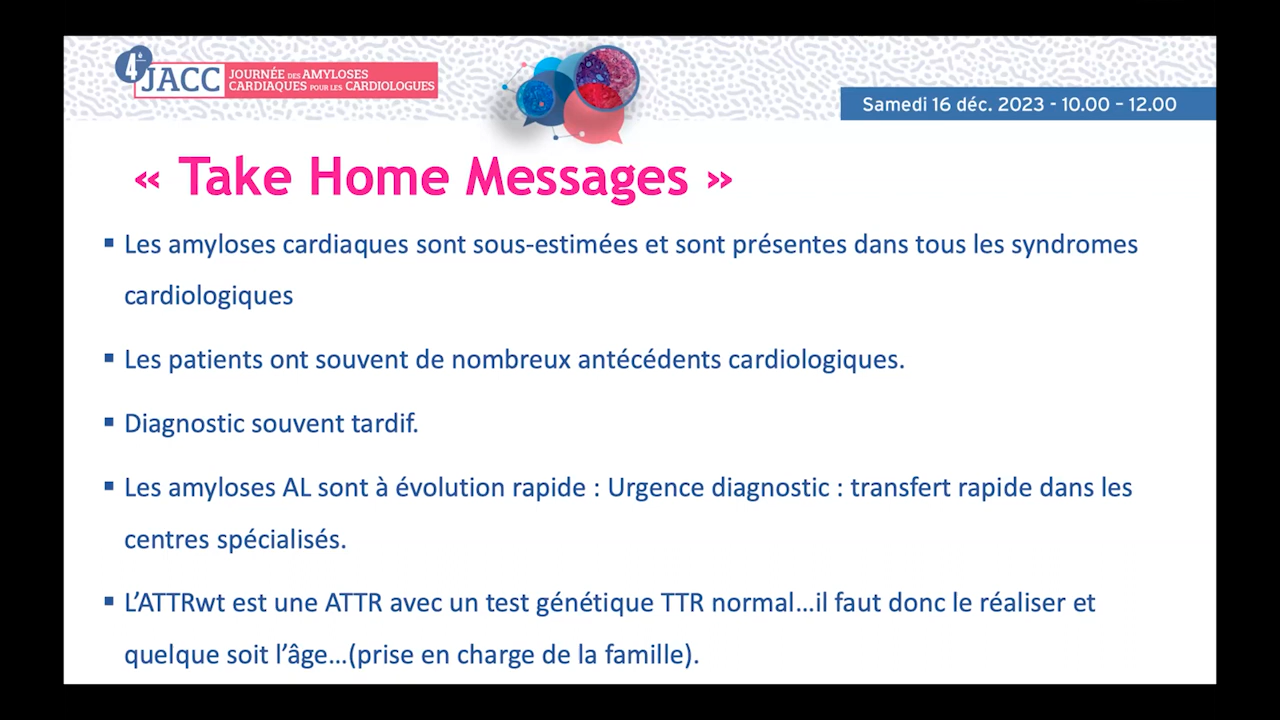 4e JACC JOURNÉE DES AMYLOSES
CARDIAQUES POUR LES CARDIOLOGUES
Samedi 16 déc. 2023 - 10.00 – 12.00
« Take Home Messages »
▪ Les amyloses cardiaques sont sous-estimées et sont présentes dans tous les syndromes
cardiologiques
▪ Les patients ont souvent de nombreux antécédents cardiologiques.
▪ Diagnostic souvent tardif.
▪ Les amyloses AL sont à évolution rapide : Urgence diagnostic : transfert rapide dans les
centres spécialisés.
▪ L’ATTRwt est une ATTR avec un test génétique TTR normal…il faut donc le réaliser et
quelque soit l’âge…(prise en charge de la famille).